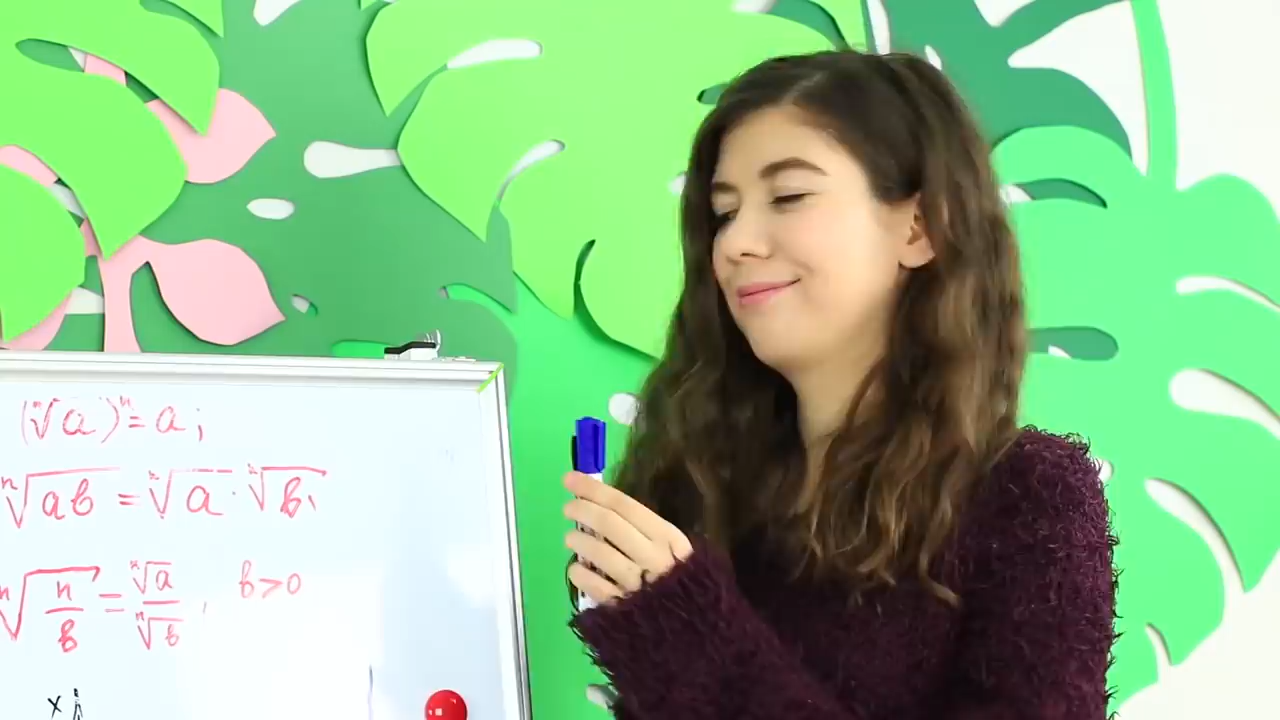 (ⁿ√a)ⁿ = a;
ⁿ√ab = ⁿ√a · ⁿ√b,
ⁿ√(n/b) = ⁿ√a/ⁿ√b, b>0
x